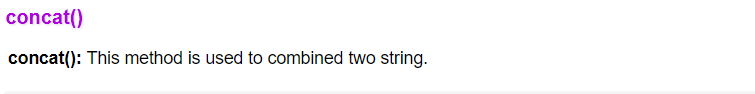 concat()
concat(): This method is used to combined two string.